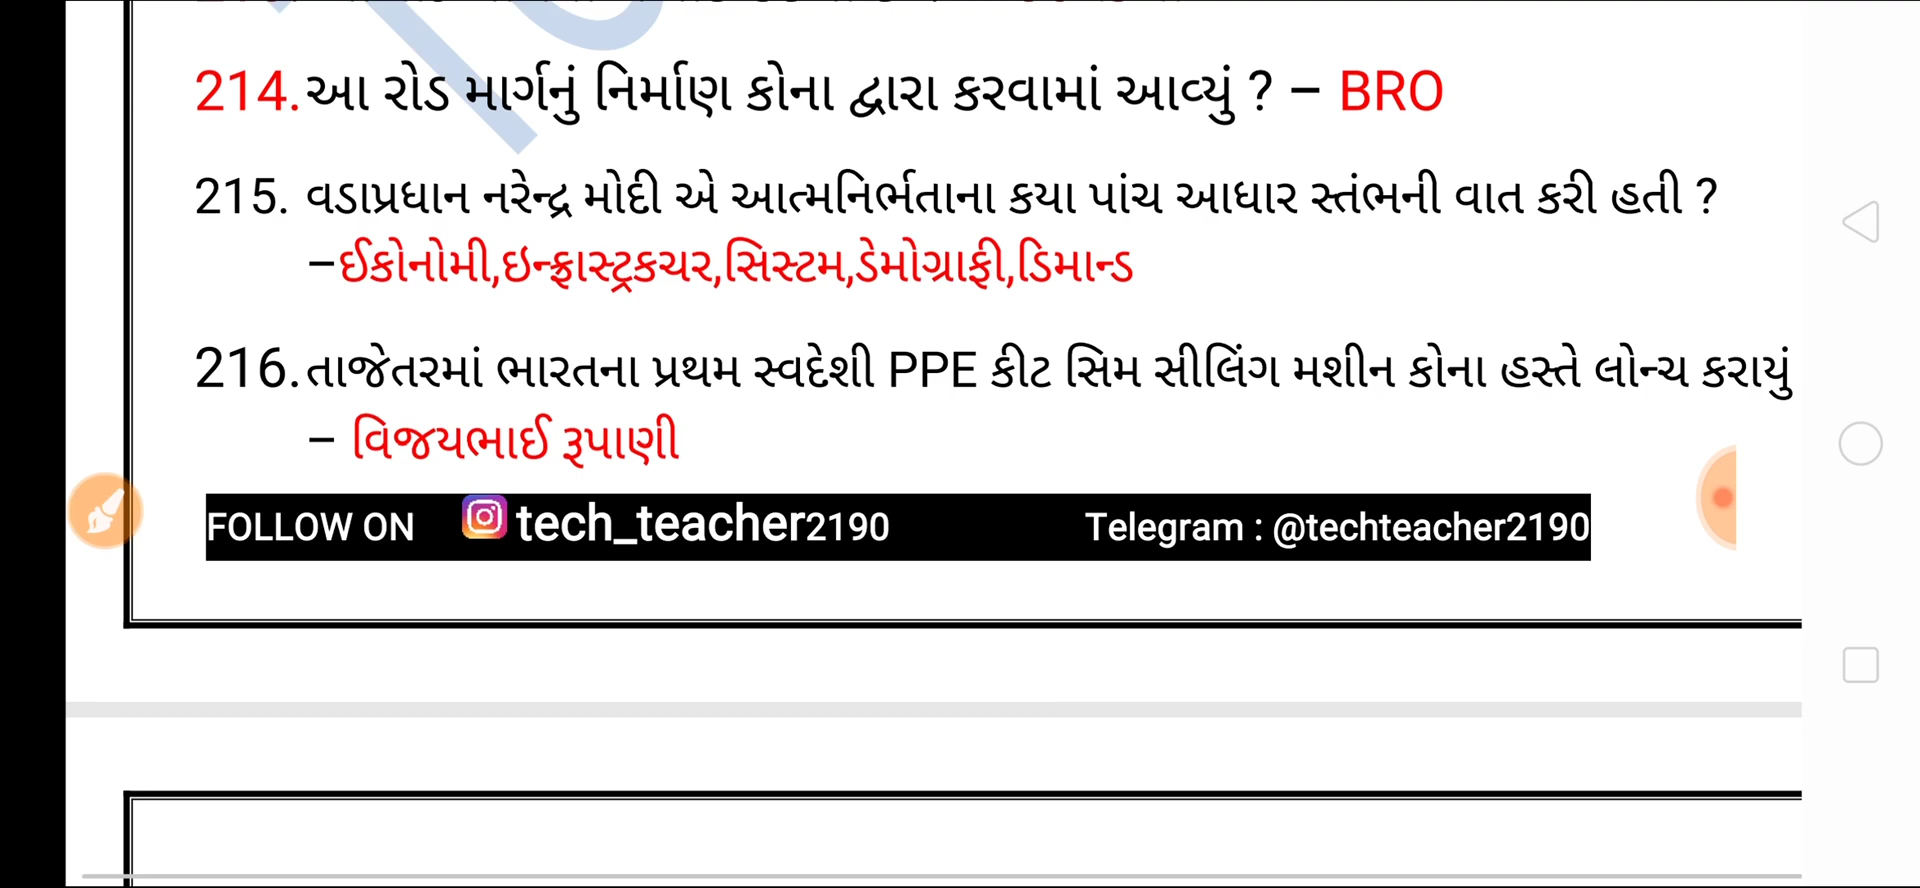 214.આ રોડ માર્ગનું નિર્માણ કોના દ્વારા કરવામાં આવ્યું ? – BRO
215. વડાપ્રધાન નરેન્દ્ર મોદી એ આત્મનિર્ભતાના કયા પાંચ આધાર સ્તંભની વાત કરી હતી ?
–ઈકોનોમી,ઇન્ફ્રાસ્ટ્રકચર,સિસ્ટમ,ડેમોગ્રાફી,ડિમાન્ડ
216.તાજેતરમાં ભારતના પ્રથમ સ્વદેશી PPE કીટ સિમ સીલિંગ મશીન કોના હસ્તે લોન્ચ કરાયું
– વિજયભાઈ રૂપાણી
FOLLOW ON tech_teacher2190 Telegram : @techteacher2190